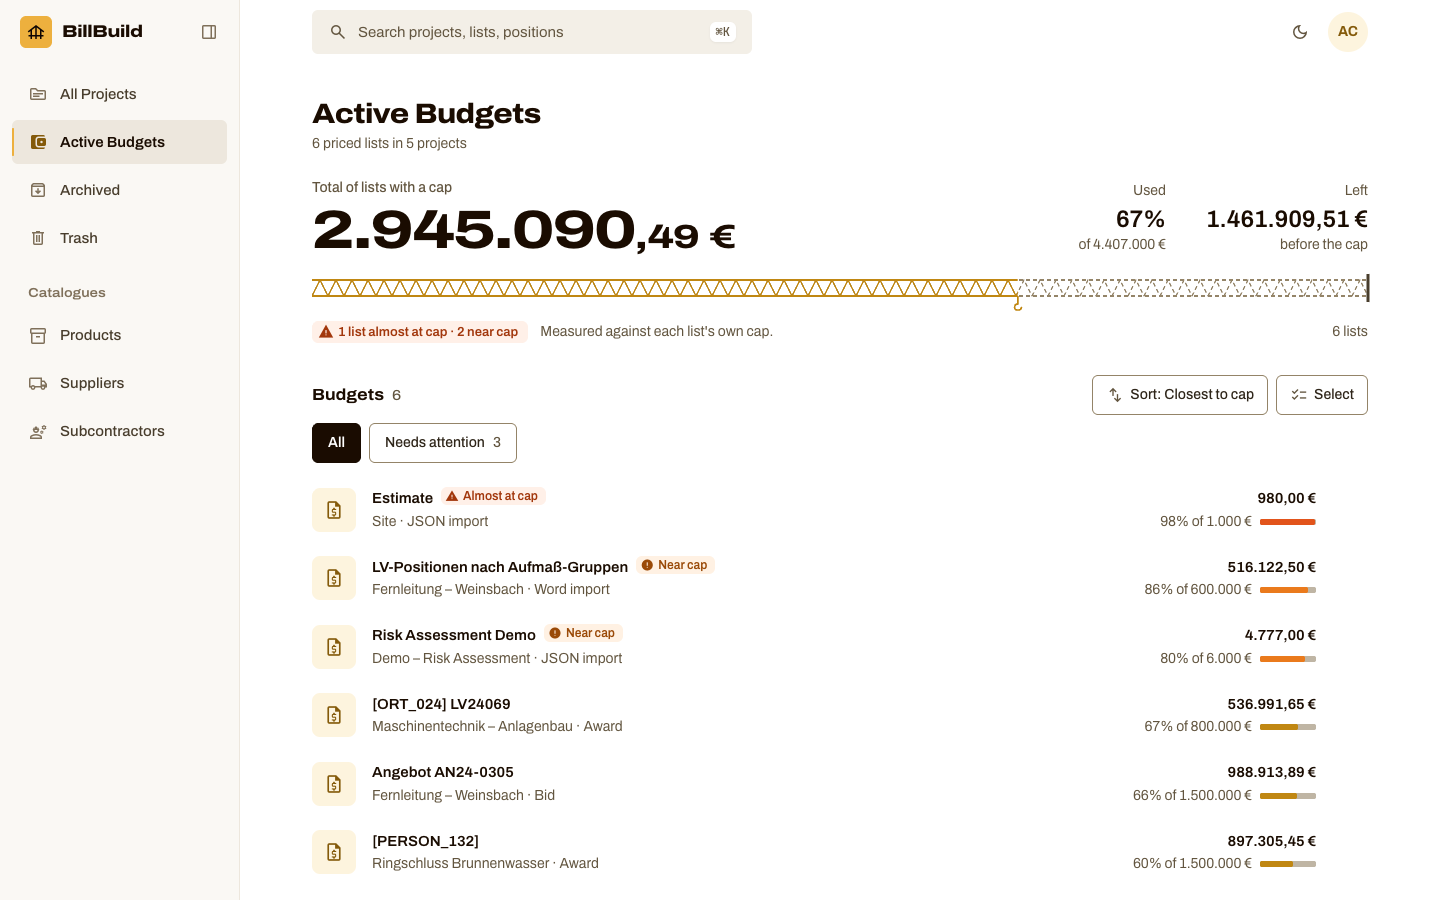 BillBuild
Search projects, lists, positions
⌘K
AC
All Projects
Active Budgets
Archived
Trash
Catalogues
Products
Suppliers
Subcontractors
Active Budgets
6 priced lists in 5 projects
Total of lists with a cap
2.945.090,49 €
Used
67%
of 4.407.000 €
Left
1.461.909,51 €
before the cap
1 list almost at cap · 2 near cap
Measured against each list's own cap.
6 lists
Budgets 6
Sort: Closest to cap
Select
All
Needs attention 3
Estimate Almost at cap
980,00 €
Site · JSON import
98% of 1.000 €
LV-Positionen nach Aufmaß-Gruppen Near cap
516.122,50 €
Fernleitung – Weinsbach · Word import
86% of 600.000 €
Risk Assessment Demo Near cap
4.777,00 €
Demo – Risk Assessment · JSON import
80% of 6.000 €
[ORT_024] LV24069
536.991,65 €
Maschinentechnik – Anlagenbau · Award
67% of 800.000 €
Angebot AN24-0305
988.913,89 €
Fernleitung – Weinsbach · Bid
66% of 1.500.000 €
[PERSON_132]
897.305,45 €
Ringschluss Brunnenwasser · Award
60% of 1.500.000 €